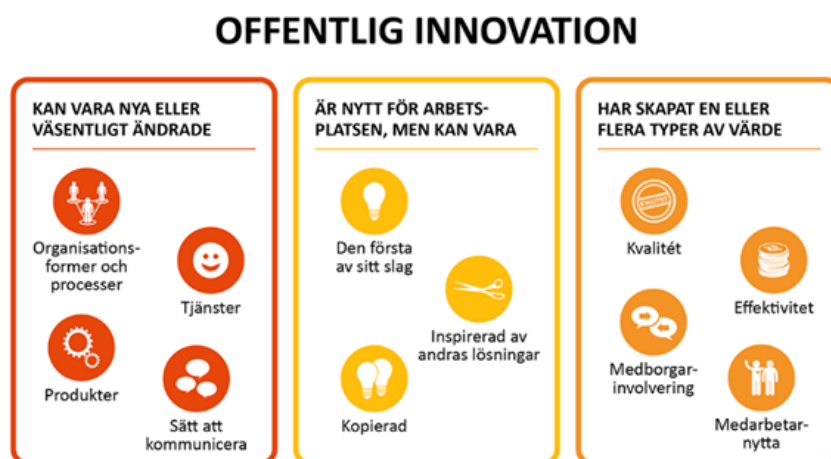 OFFENTLIG INNOVATION
KAN VARA NYA ELLER
VÄSENTLIGT ÄNDRADE
Organisations-
former och
processer
Tjänster
Produkter
Sätt att
kommunicera
ÄR NYTT FÖR ARBETS-
PLATSEN, MEN KAN VARA
Den första
av sitt slag
Inspirerad av
andras lösningar
Kopierad
HAR SKAPAT EN ELLER
FLERA TYPER AV VÄRDE
KVALITET
Kvalitét
Effektivitet
Medborgar-
involvering
Medarbetar-
nytta